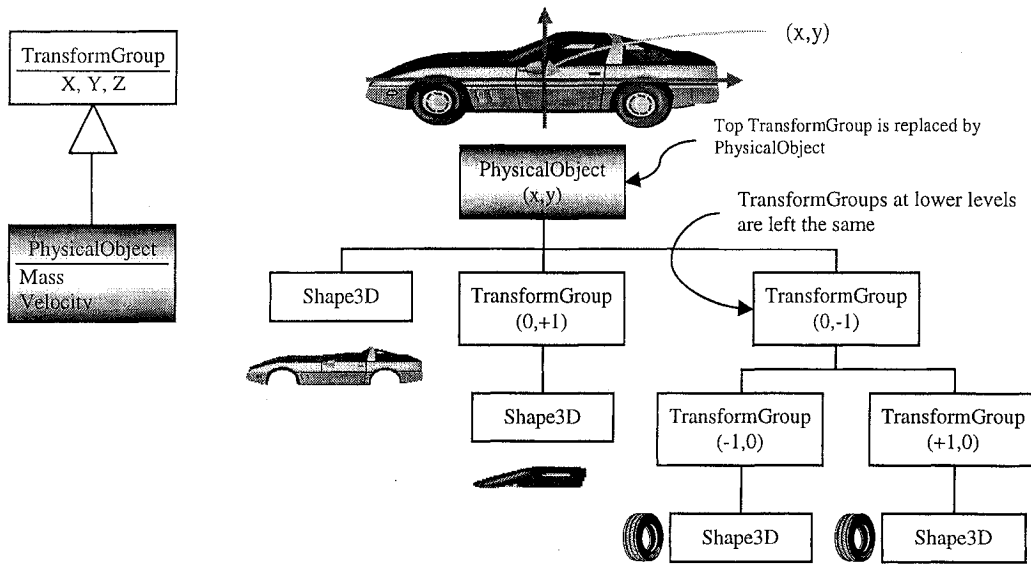 TransformGroup
X, Y, Z
PhysicalObject
Mass
Velocity
(x,y)
Top TransformGroup is replaced by
PhysicalObject
PhysicalObject
(x,y)
TransformGroups at lower levels
are left the same
Shape3D
TransformGroup
(0,+1)
TransformGroup
(0,-1)
Shape3D
TransformGroup
(-1,0)
TransformGroup
(+1,0)
Shape3D
Shape3D